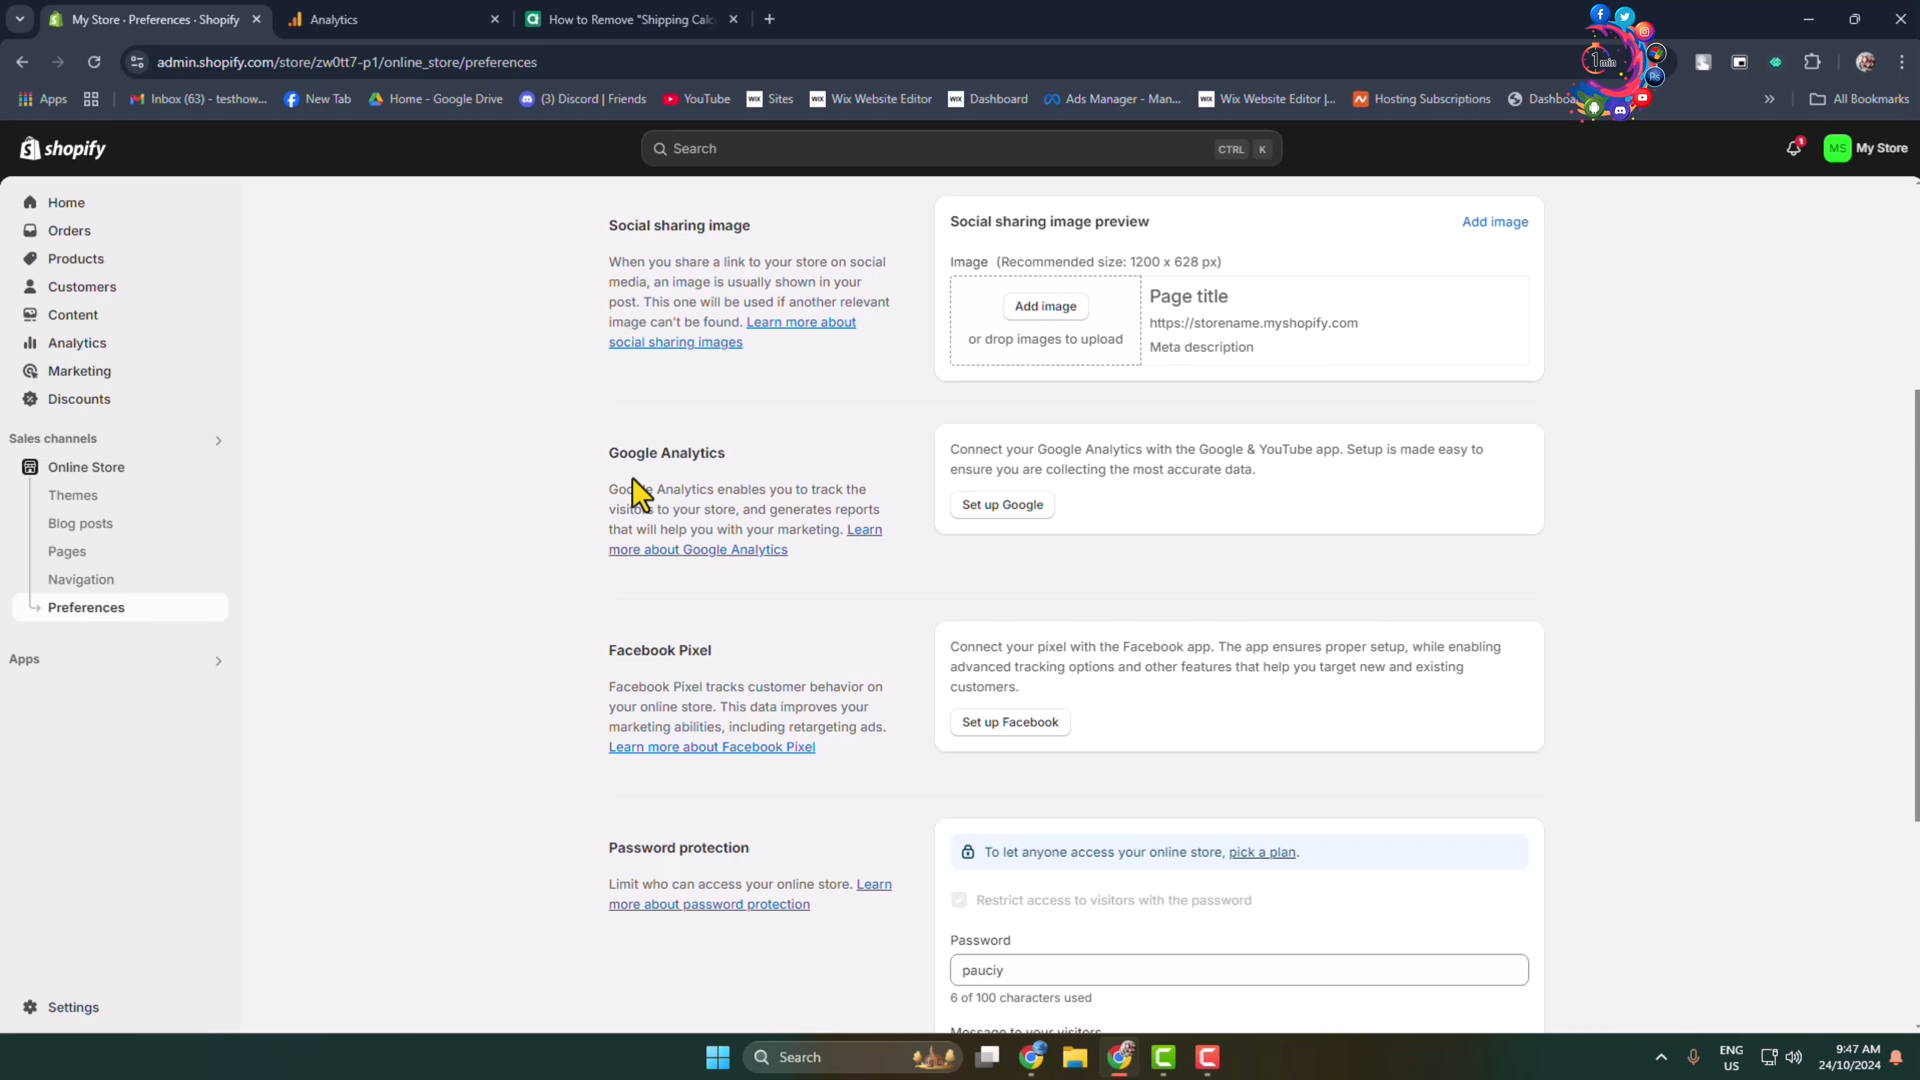 My Store · Preferences · Shopify
Analytics
How to Remove "Shipping Calc
admin.shopify.com/store/zw0tt7-p1/online_store/preferences
1min
Ps
Apps
Inbox (63) - testhow...
New Tab
Home - Google Drive
(3) Discord | Friends
YouTube
WIX Sites
WIX Wix Website Editor
WIX Dashboard
Ads Manager - Man...
WIX Wix Website Editor |...
Hosting Subscriptions
All Bookmarks
shopify
Search
CTRL K
1
MS My Store
Home
Orders
Products
Customers
Content
Analytics
Marketing
Discounts
Sales channels
Online Store
Themes
Blog posts
Pages
Navigation
Preferences
Apps
Settings
Social sharing image
When you share a link to your store on social
media, an image is usually shown in your
post. This one will be used if another relevant
image can't be found. Learn more about
social sharing images
Social sharing image preview
Add image
Image (Recommended size: 1200 x 628 px)
Add image
or drop images to upload
Page title
https://storename.myshopify.com
Meta description
Google Analytics
Google Analytics enables you to track the
visitors to your store, and generates reports
that will help you with your marketing. Learn
more about Google Analytics
Connect your Google Analytics with the Google & YouTube app. Setup is made easy to
ensure you are collecting the most accurate data.
Set up Google
Facebook Pixel
Facebook Pixel tracks customer behavior on
your online store. This data improves your
marketing abilities, including retargeting ads.
Learn more about Facebook Pixel
Connect your pixel with the Facebook app. The app ensures proper setup, while enabling
advanced tracking options and other features that help you target new and existing
customers.
Set up Facebook
Password protection
Limit who can access your online store. Learn
more about password protection
To let anyone access your online store, pick a plan.
Restrict access to visitors with the password
Password
pauciy
6 of 100 characters used
Message to your visitors
Search
ENG
US
9:47 AM
24/10/2024